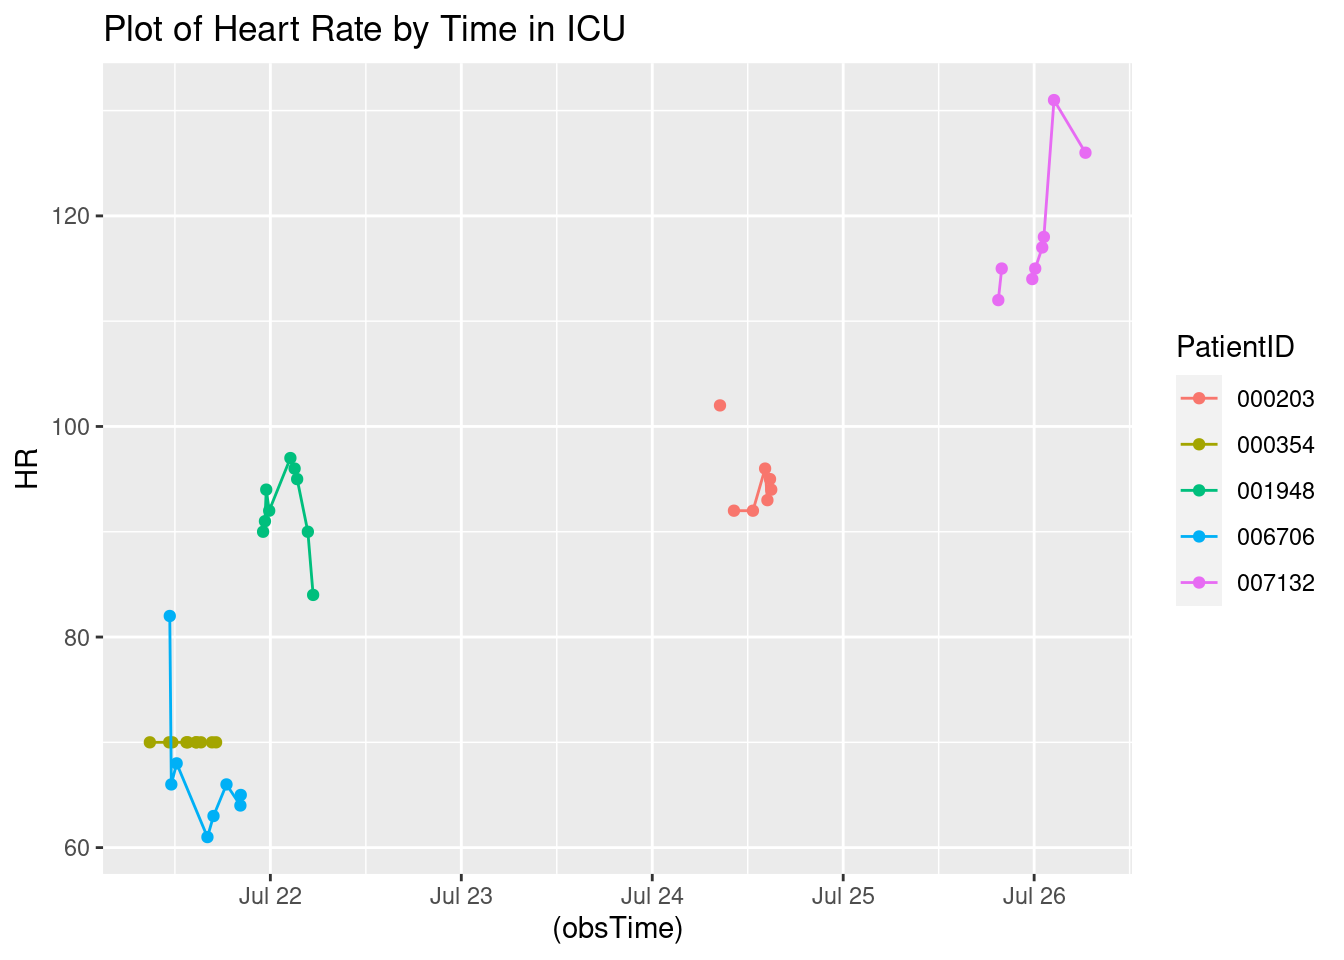 Plot of Heart Rate by Time in ICU
HR
120
100
80
60
Jul 22
Jul 23
Jul 24
Jul 25
Jul 26
(obsTime)
PatientID
000203
000354
001948
006706
007132